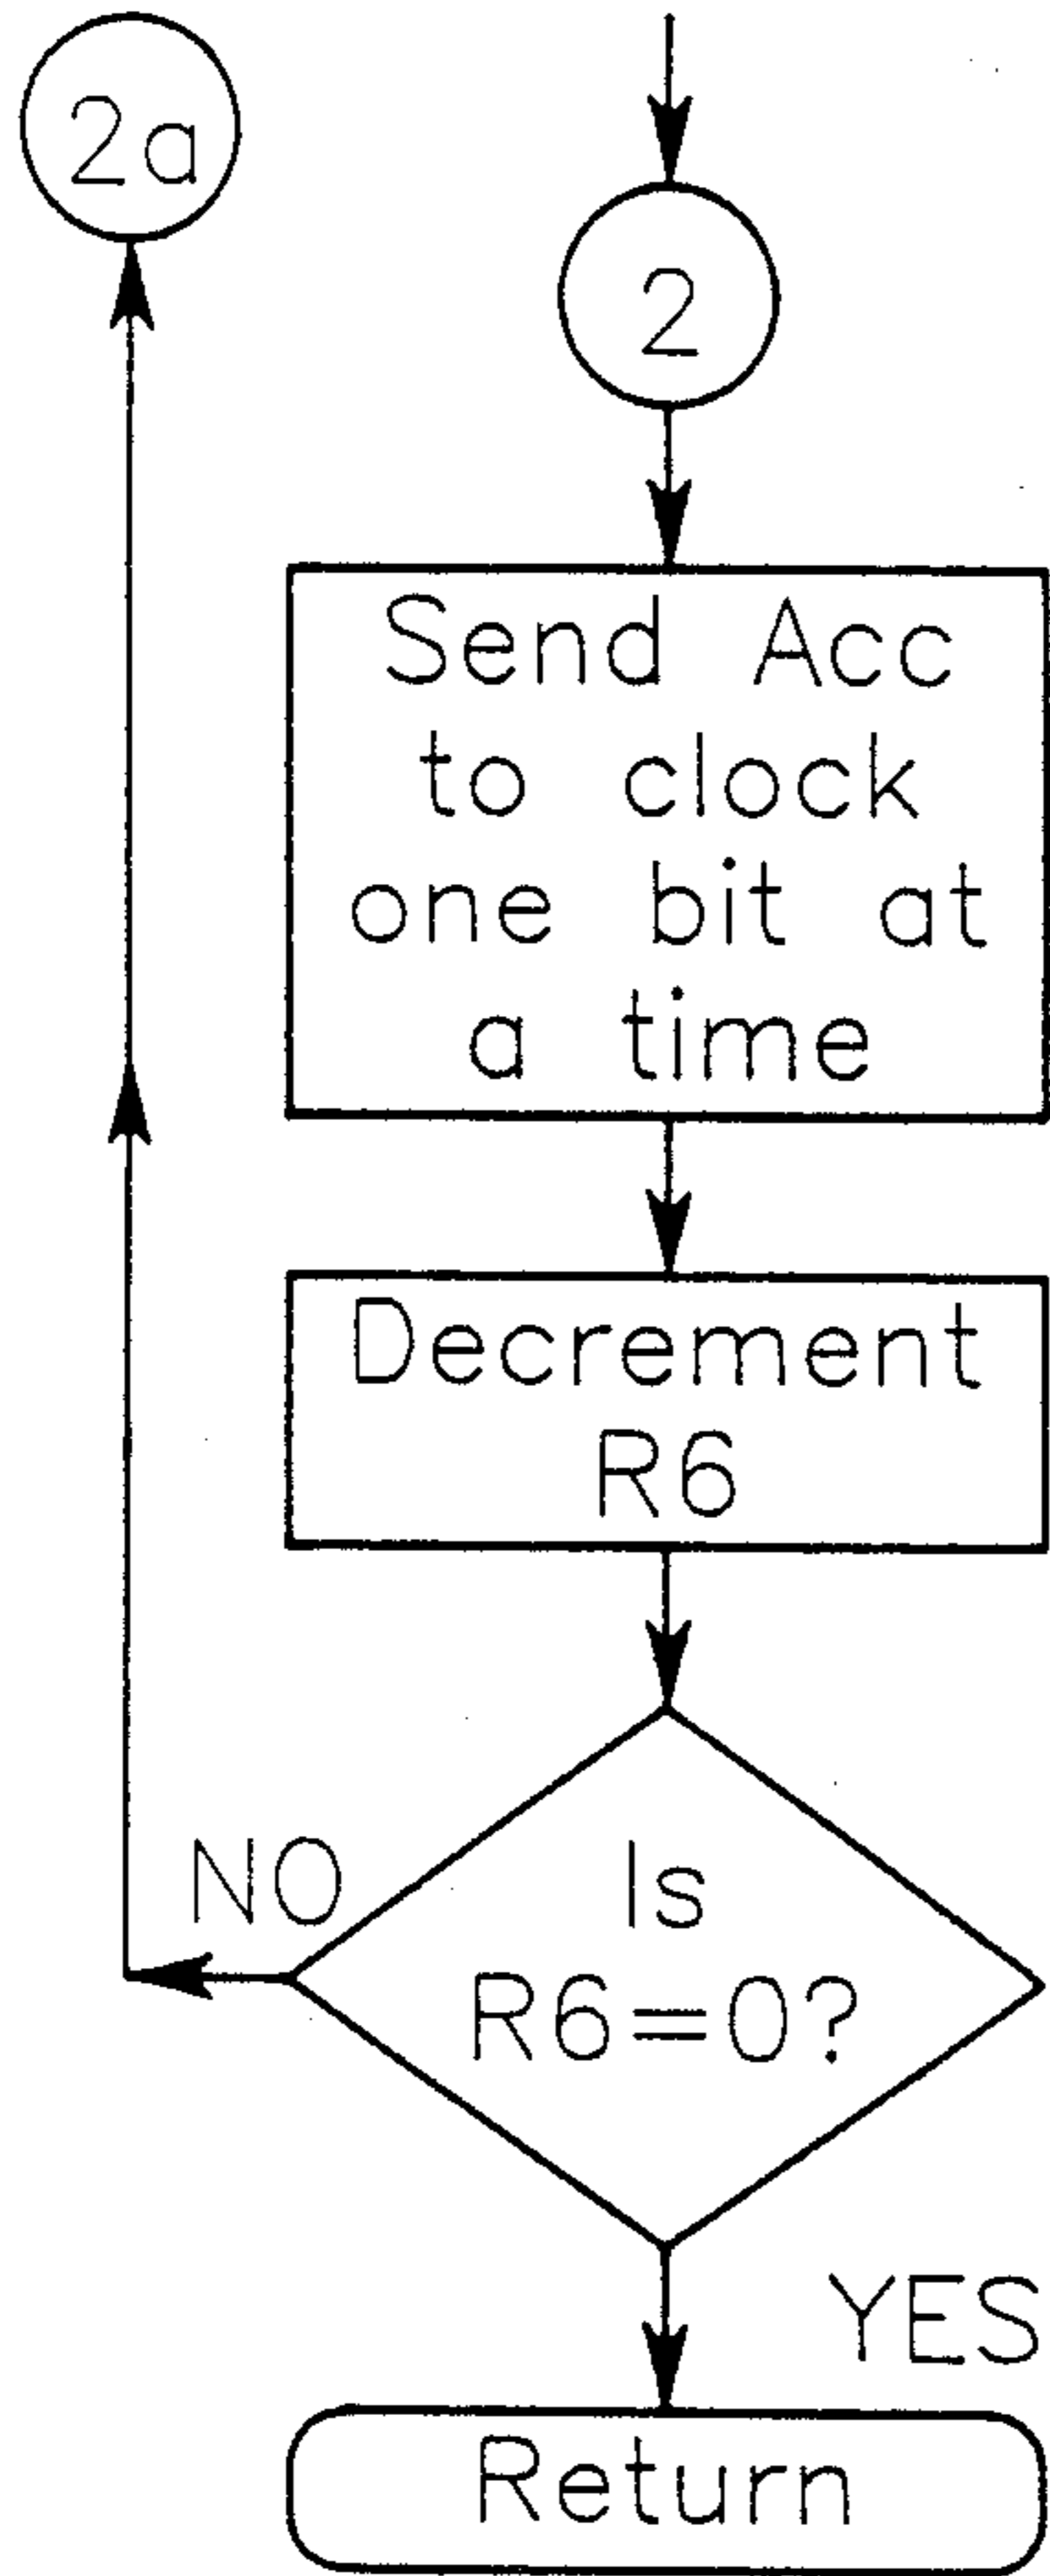 2a
2
Send Acc
to clock
one bit at
a time
Decrement
R6
NO
Is
R6=0?
YES
Return